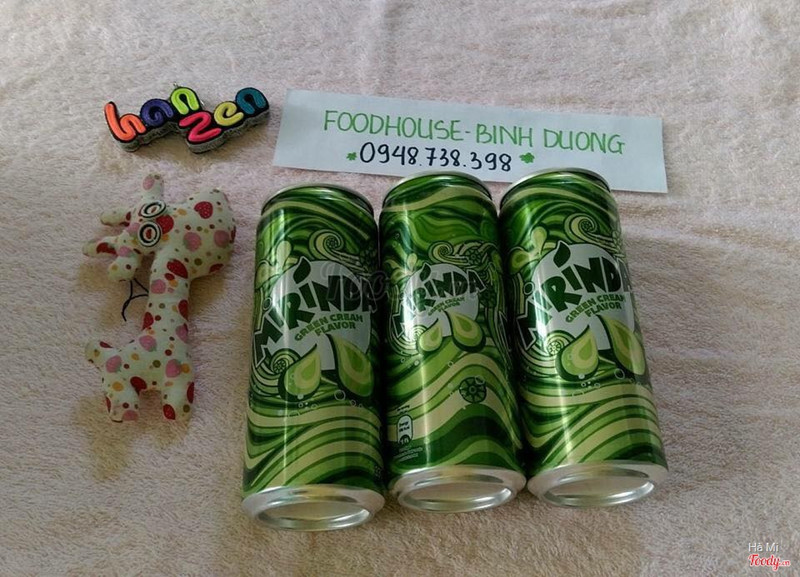 hanzen
FOODHOUSE-BINH DUONG
*0948.738.398*
MIRINDA
GREEN CREAM
FLAVOR
MIRINDA
GREEN CREAM
FLAVOR
MIRINDA
GREEN CREAM
FLAVOR
Hà Mi
Foody.vn